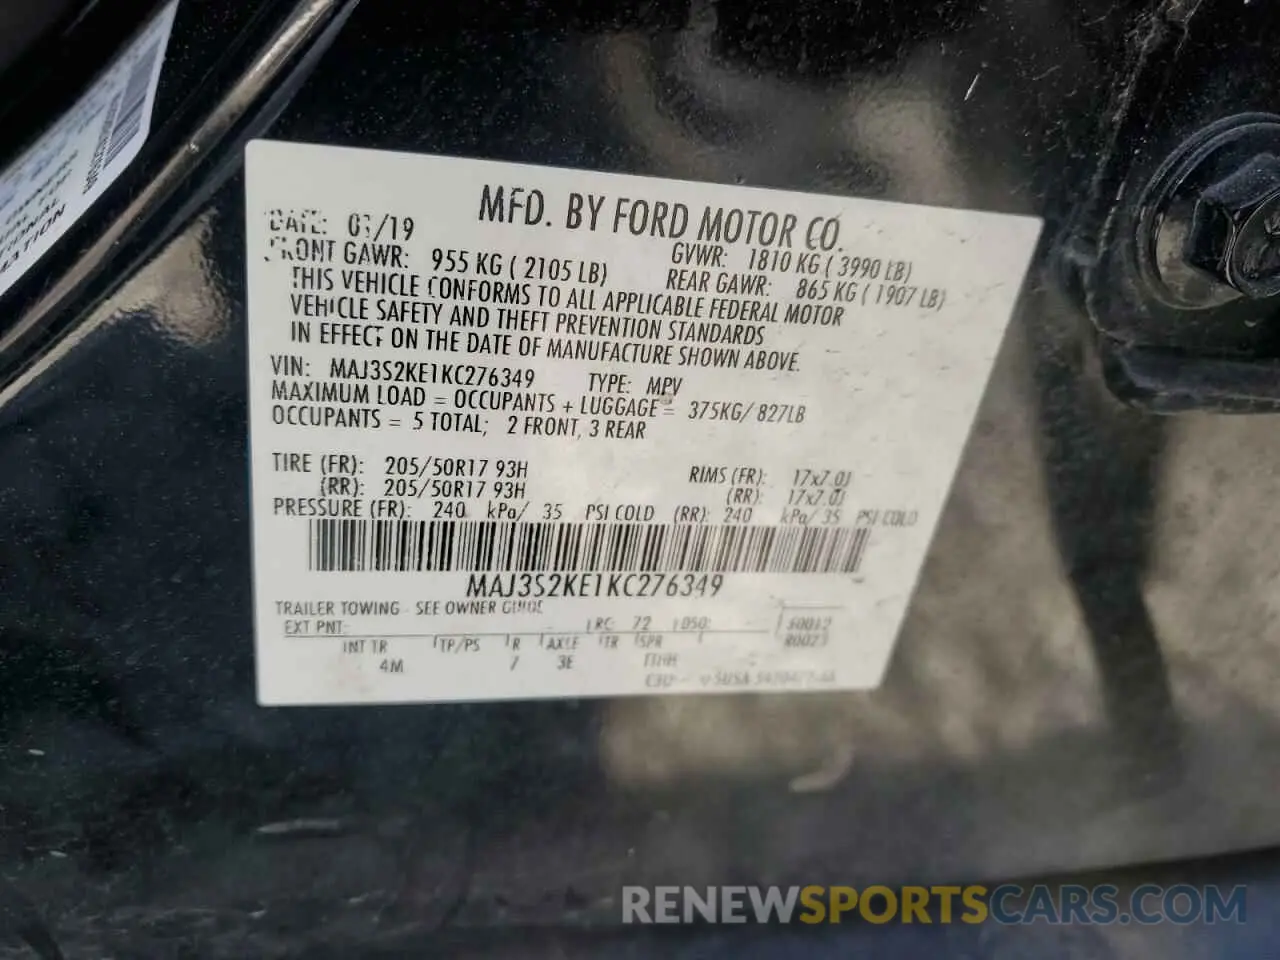 MFD. BY FORD MOTOR CO.
DATE: /19
GVWR: 1810 KG ( 3990 LB)
FRONT GAWR: 955 KG ( 2105 LB)
REAR GAWR: 865 KG ( 1907 LB)
THIS VEHICLE CONFORMS TO ALL APPLICABLE FEDERAL MOTOR
VEHICLE SAFETY AND THEFT PREVENTION STANDARDS
IN EFFECT ON THE DATE OF MANUFACTURE SHOWN ABOVE.
VIN: MAJ3S2KE1KC276349 TYPE: MPV
MAXIMUM LOAD = OCCUPANTS + LUGGAGE = 375KG/ 827LB
OCCUPANTS = 5 TOTAL; 2 FRONT, 3 REAR
TIRE (FR): 205/50R17 93H RIMS (FR): 17x7.0J
(RR): 205/50R17 93H (RR): 17x7.0J
PRESSURE (FR): 240 kPa/ 35 PSI COLD (RR): 240 kPa/ 35 PSI COLD
MAJ3S2KE1KC276349
TRAILER TOWING - SEE OWNER GUIDE
EXT PNT: RC: 72 DSO:
INT TR TP/PS R AXLE TR SPR
4M 7 3E
RENEWSPORTSCARS.COM